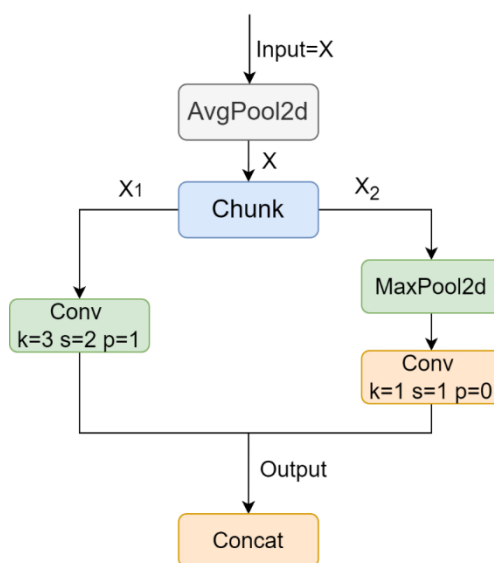 Input=X
AvgPool2d
X
X1
X2
Chunk
MaxPool2d
Conv
k=3 s=2 p=1
Conv
k=1 s=1 p=0
Output
Concat